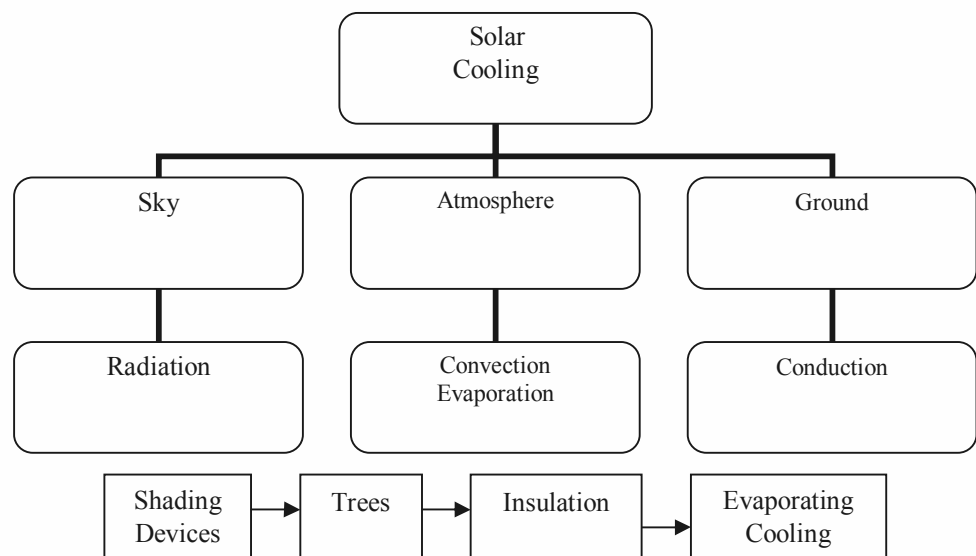 Solar
Cooling
Sky
Atmosphere
Ground
Radiation
Convection
Evaporation
Conduction
Shading
Devices
Trees
Insulation
Evaporating
Cooling